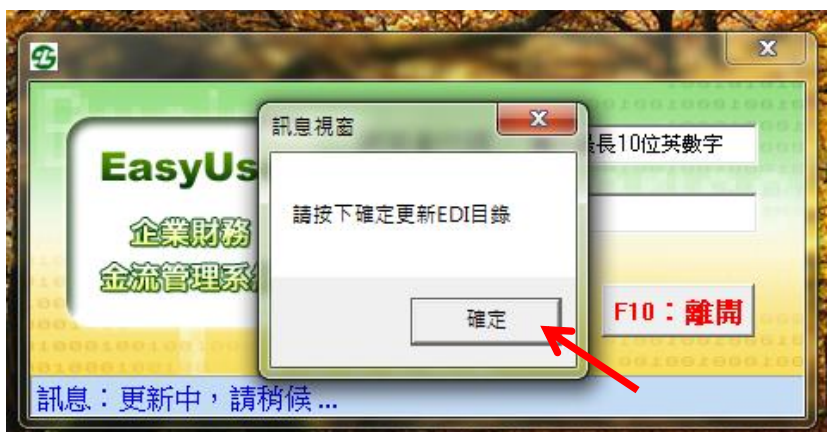 訊息視窗
長10位英數字
EasyUs
請按下確定更新EDI目錄
企業財務
金流管理系
確定
F10：離開
訊息：更新中，請稍候 ...